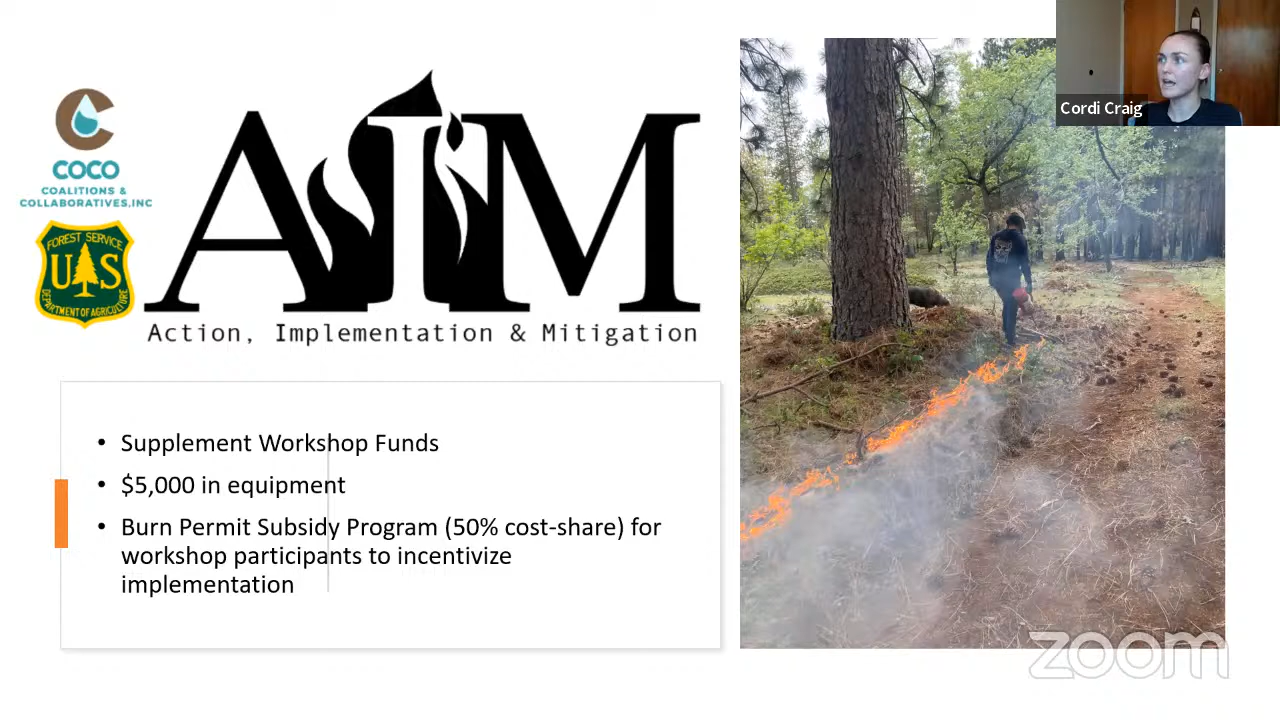 Cordi Craig
COCO
COALITIONS &
COLLABORATIVES,INC
FOREST SERVICE
US
DEPARTMENT OF AGRICULTURE
AIM
Action, Implementation & Mitigation
• Supplement Workshop Funds
• $5,000 in equipment
• Burn Permit Subsidy Program (50% cost-share) for
workshop participants to incentivize
implementation
zoom